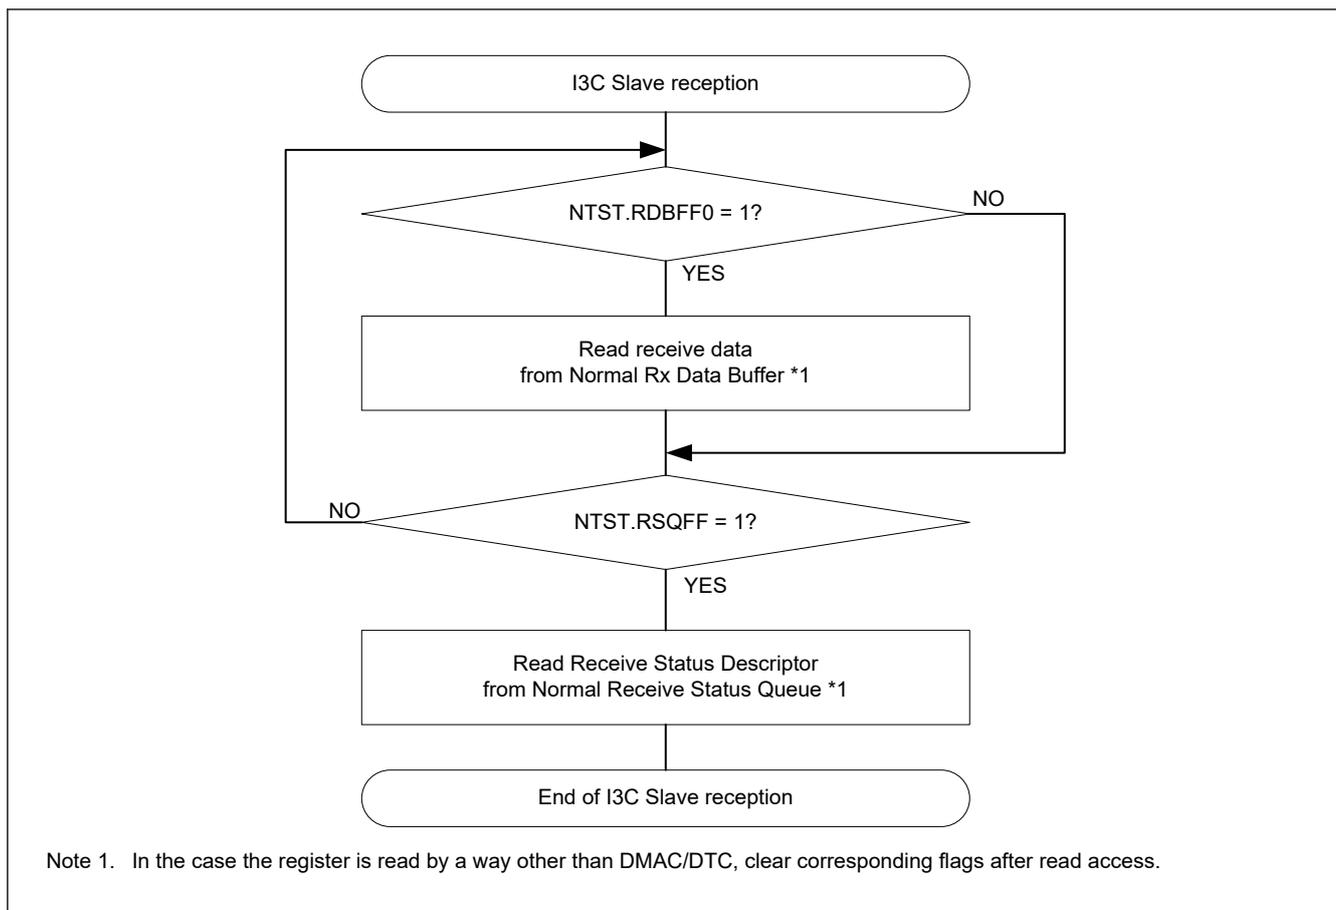 I3C Slave reception
NTST.RDBFF0 = 1?
NO
YES
Read receive data
from Normal Rx Data Buffer *1
NO
NTST.RSQFF = 1?
YES
Read Receive Status Descriptor
from Normal Receive Status Queue *1
End of I3C Slave reception
Note 1. In the case the register is read by a way other than DMAC/DTC, clear corresponding flags after read access.